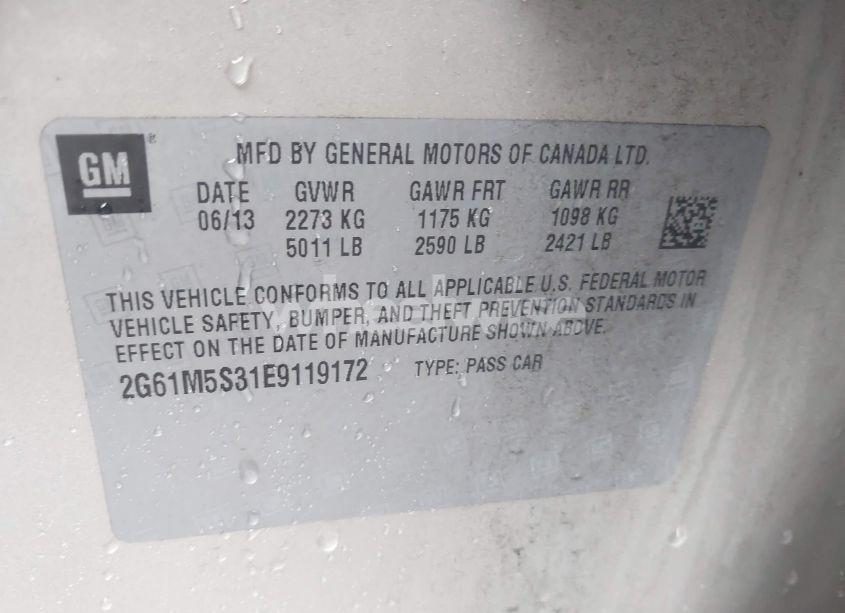 GM
MFD BY GENERAL MOTORS OF CANADA LTD.
DATE GVWR GAWR FRT GAWR RR
06/13 2273 KG 1175 KG 1098 KG
5011 LB 2590 LB 2421 LB
THIS VEHICLE CONFORMS TO ALL APPLICABLE U.S. FEDERAL MOTOR
VEHICLE SAFETY, BUMPER, AND THEFT PREVENTION STANDARDS IN
EFFECT ON THE DATE OF MANUFACTURE SHOWN ABOVE.
2G61M5S31E9119172 TYPE: PASS CAR